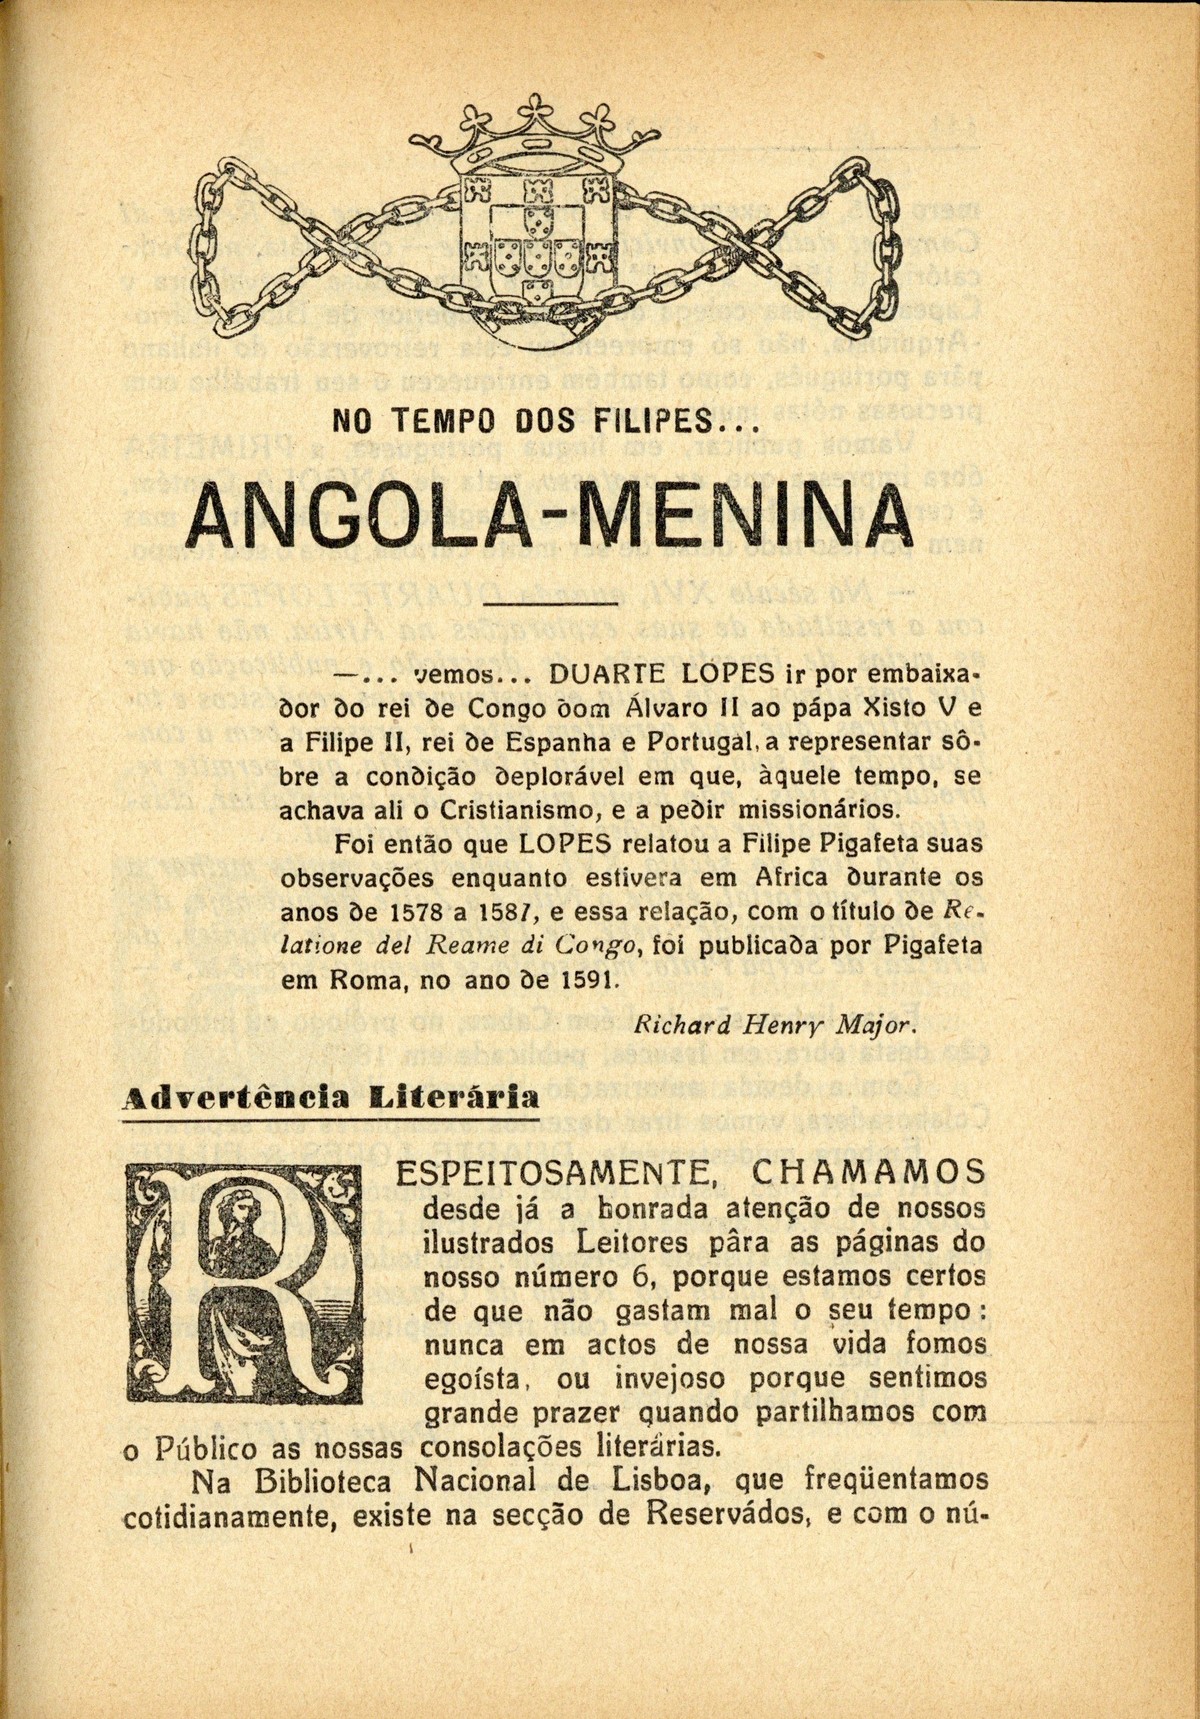 NO TEMPO DOS FILIPES...
ANGOLA-MENINA
—... vemos... DUARTE LOPES ir por embaixa-
dor do rei de Congo dom Álvaro II ao pápa Xisto V e
a Filipe II, rei de Espanha e Portugal, a representar sô-
bre a condição deplorável em que, àquele tempo, se
achava ali o Cristianismo, e a pedir missionários.
Foi então que LOPES relatou a Filipe Pigafeta suas
observações enquanto estivera em Africa durante os
anos de 1578 a 1587, e essa relação, com o título de Re-
latione del Reame di Congo, foi publicada por Pigafeta
em Roma, no ano de 1591.
Richard Henry Major.
Advertência Literária
RESPEITOSAMENTE, CHAMAMOS
desde já a honrada atenção de nossos
ilustrados Leitores pâra as páginas do
nosso número 6, porque estamos certos
de que não gastam mal o seu tempo:
nunca em actos de nossa vida fomos
egoísta, ou invejoso porque sentimos
grande prazer quando partilhamos com
o Público as nossas consolações literárias.
Na Biblioteca Nacional de Lisboa, que freqüentamos
cotidianamente, existe na secção de Reservádos, e com o nú-